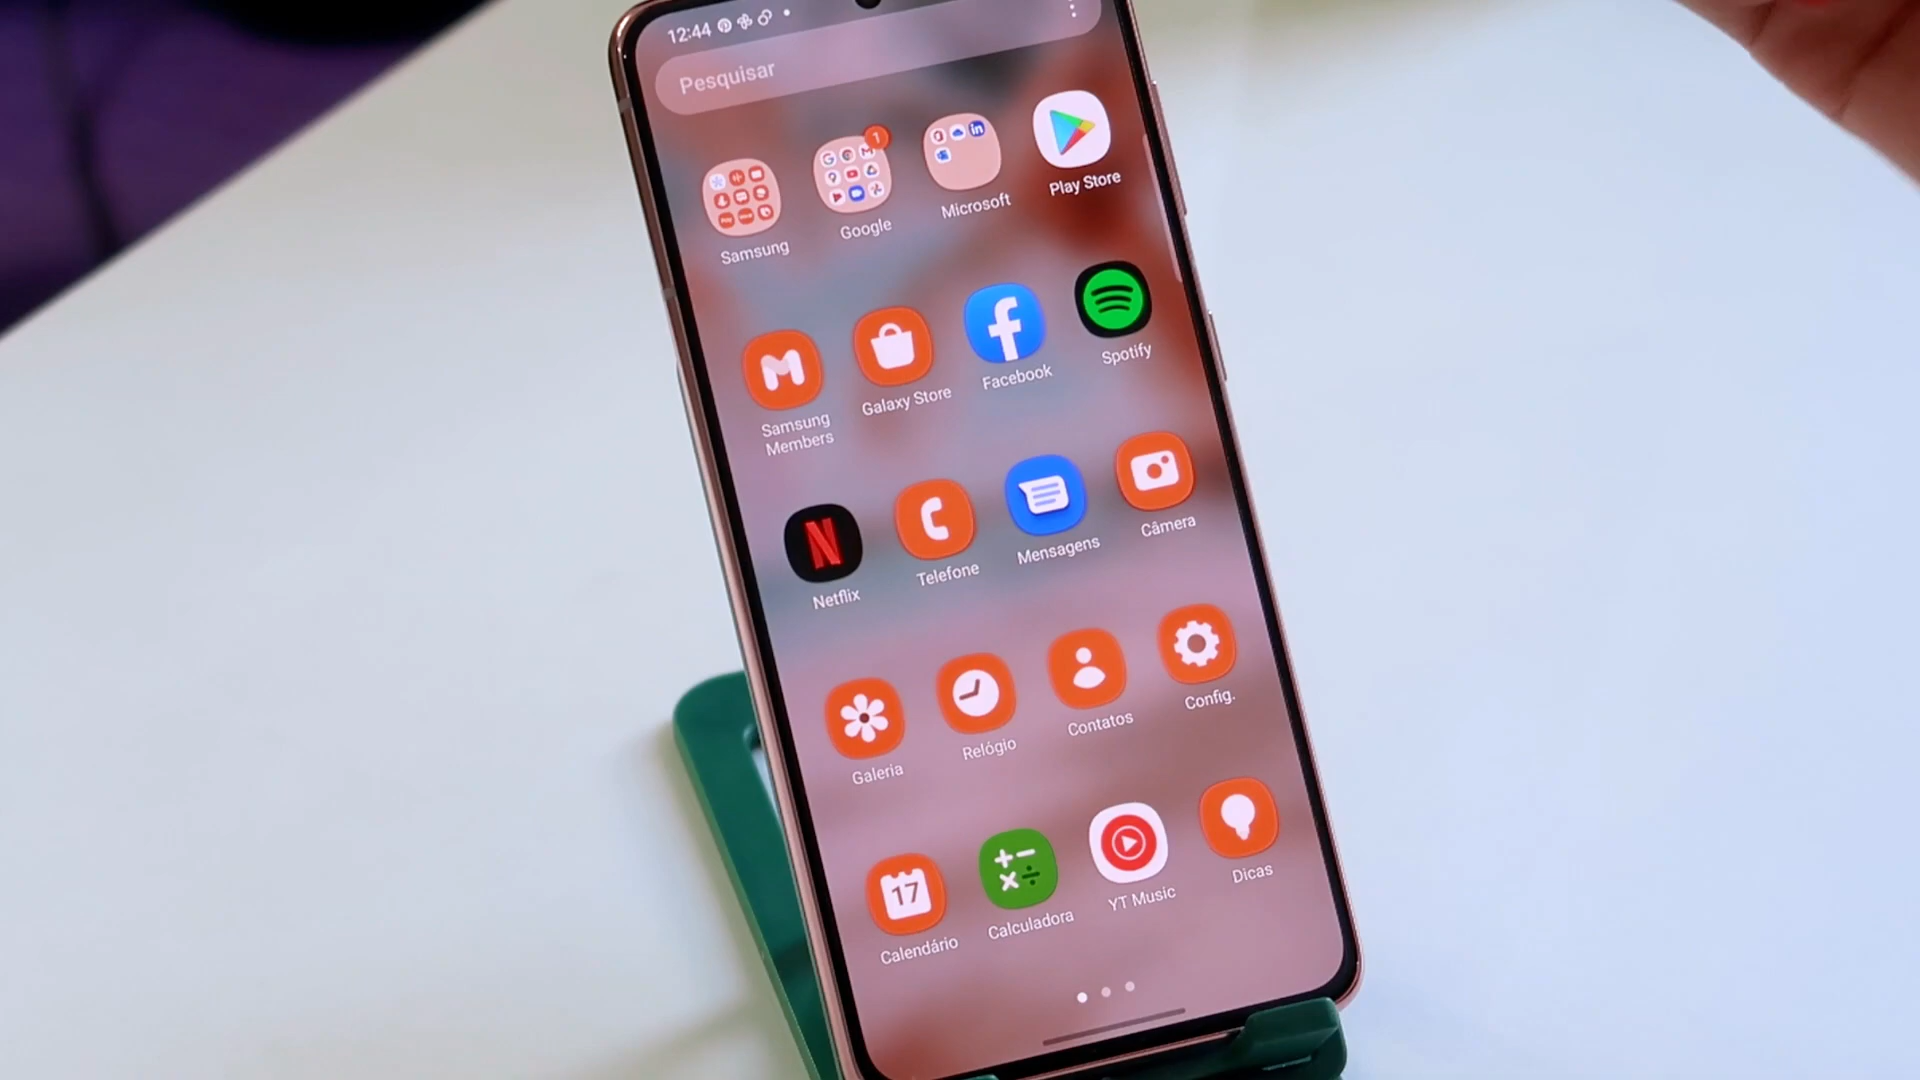 12:44
Pesquisar
1
Samsung
Google
Microsoft
Play Store
Samsung
Members
Galaxy Store
Facebook
Spotify
Netflix
Telefone
Mensagens
Câmera
Galeria
Relógio
Contatos
Config.
17
Calendário
Calculadora
YT Music
Dicas